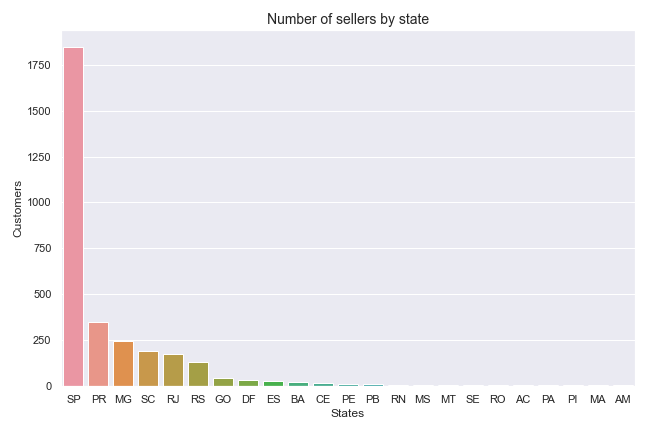 Number of sellers by state
Customers
1750
1500
1250
1000
750
500
250
0
SP PR MG SC RJ RS GO DF ES BA CE PE PB RN MS MT SE RO AC PA PI MA AM
States